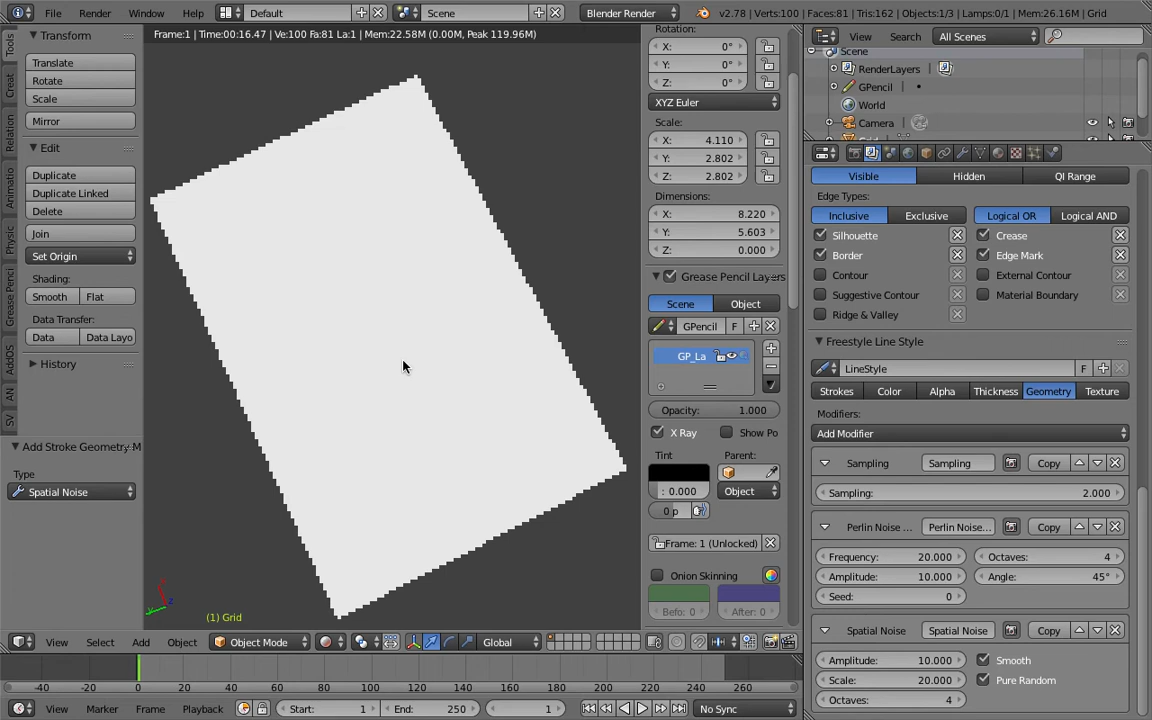 File Render Window Help Default Scene Blender Render v2.78 | Verts:100 | Faces:81 | Tris:162 | Objects:1/3 | Lamps:0/1 | Mem:26.16M | Grid
Tools
Creat
Relation
Animatio
Physic
Grease Penci
AddOS
AN
SV
Transform
Translate
Rotate
Scale
Mirror
Edit
Duplicate
Duplicate Linked
Delete
Join
Set Origin
Shading:
Smooth Flat
Data Transfer:
Data Data Layo
History
Add Stroke Geometry M
Type
Spatial Noise
Frame:1 | Time:00:16.47 | Ve:100 Fa:81 La:1 | Mem:22.58M (0.00M, Peak 119.96M)
(1) Grid
Rotation:
X: 0°
Y: 0°
Z: 0°
XYZ Euler
Scale:
X: 4.110
Y: 2.802
Z: 2.802
Dimensions:
X: 8.220
Y: 5.603
Z: 0.000
Grease Pencil Layers
Scene Object
GPencil F
GP_La
Opacity: 1.000
X Ray Show Po
Tint Parent:
: 0.000 Object
0 p
Frame: 1 (Unlocked)
Onion Skinning
Befo: 0 After: 0
View Search All Scenes
Scene
RenderLayers
GPencil
World
Camera
Visible Hidden QI Range
Edge Types:
Inclusive Exclusive Logical OR Logical AND
Silhouette Crease
Border Edge Mark
Contour External Contour
Suggestive Contour Material Boundary
Ridge & Valley
Freestyle Line Style
LineStyle F
Strokes Color Alpha Thickness Geometry Texture
Modifiers:
Add Modifier
Sampling Sampling Copy
Sampling: 2.000
Perlin Noise ... Perlin Noise... Copy
Frequency: 20.000 Octaves: 4
Amplitude: 10.000 Angle: 45°
Seed: 0
Spatial Noise Spatial Noise Copy
Amplitude: 10.000 Smooth
Scale: 20.000 Pure Random
Octaves: 4
View Select Add Object Object Mode Global
-40 -20 0 20 40 60 80 100 120 140 160 180 200 220 240 260
View Marker Frame Playback Start: 1 End: 250 1 No Sync